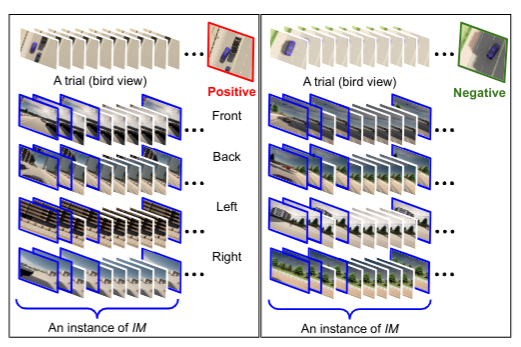 A trial (bird view)
Positive
Front
Back
Left
Right
An instance of IM
A trial (bird view)
Negative
An instance of IM